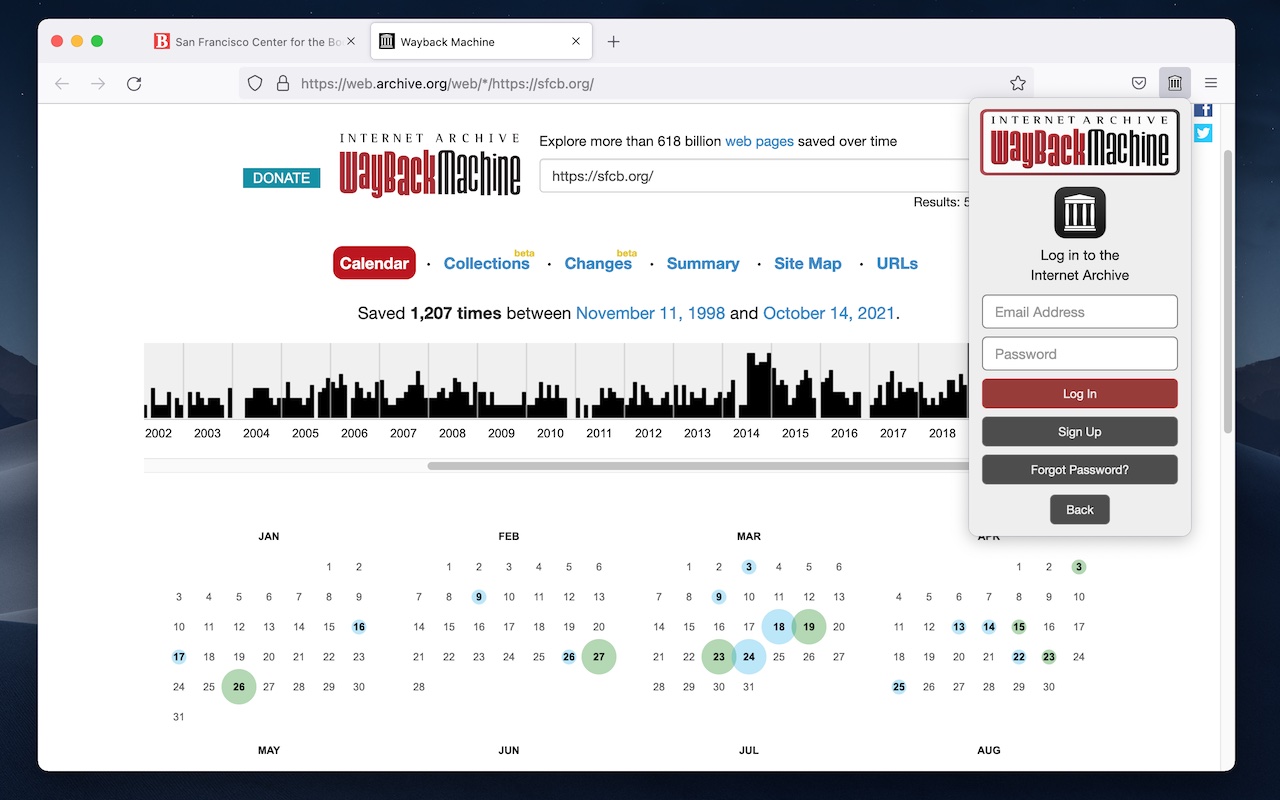 San Francisco Center for the Bo
Wayback Machine
https://web.archive.org/web/*/https://sfcb.org/
INTERNET ARCHIVE
WayBackMachine
DONATE
Explore more than 618 billion web pages saved over time
https://sfcb.org/
Results: 5
Calendar · Collections beta · Changes beta · Summary · Site Map · URLs
Saved 1,207 times between November 11, 1998 and October 14, 2021.
2002 2003 2004 2005 2006 2007 2008 2009 2010 2011 2012 2013 2014 2015 2016 2017 2018
INTERNET ARCHIVE
WayBackMachine
Log in to the
Internet Archive
Email Address
Password
Log In
Sign Up
Forgot Password?
Back
JAN
1 2
3 4 5 6 7 8 9
10 11 12 13 14 15 16
17 18 19 20 21 22 23
24 25 26 27 28 29 30
31
FEB
1 2 3 4 5 6
7 8 9 10 11 12 13
14 15 16 17 18 19 20
21 22 23 24 25 26 27
28
MAR
1 2 3 4 5 6
7 8 9 10 11 12 13
14 15 16 17 18 19 20
21 22 23 24 25 26 27
28 29 30 31
APR
1 2 3
4 5 6 7 8 9 10
11 12 13 14 15 16 17
18 19 20 21 22 23 24
25 26 27 28 29 30
MAY JUN JUL AUG